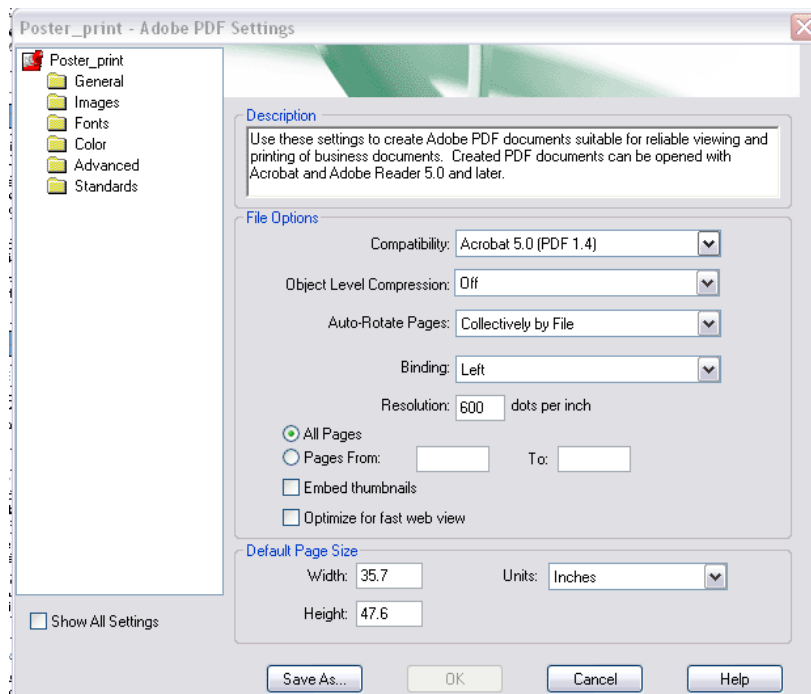 Poster_print - Adobe PDF Settings
Poster_print
General
Images
Fonts
Color
Advanced
Standards
Show All Settings
Description
Use these settings to create Adobe PDF documents suitable for reliable viewing and
printing of business documents.  Created PDF documents can be opened with
Acrobat and Adobe Reader 5.0 and later.
File Options
Compatibility: Acrobat 5.0 (PDF 1.4)
Object Level Compression: Off
Auto-Rotate Pages: Collectively by File
Binding: Left
Resolution: 600 dots per inch
All Pages
Pages From: To:
Embed thumbnails
Optimize for fast web view
Default Page Size
Width: 35.7 Units: Inches
Height: 47.6
Save As... OK Cancel Help